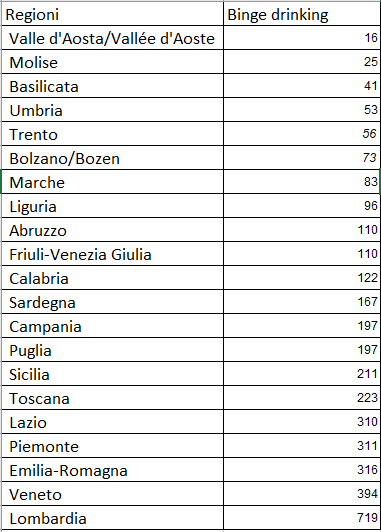 Regioni Binge drinking
Valle d'Aosta/Vallée d'Aoste 16
Molise 25
Basilicata 41
Umbria 53
Trento 56
Bolzano/Bozen 73
Marche 83
Liguria 96
Abruzzo 110
Friuli-Venezia Giulia 110
Calabria 122
Sardegna 167
Campania 197
Puglia 197
Sicilia 211
Toscana 223
Lazio 310
Piemonte 311
Emilia-Romagna 316
Veneto 394
Lombardia 719